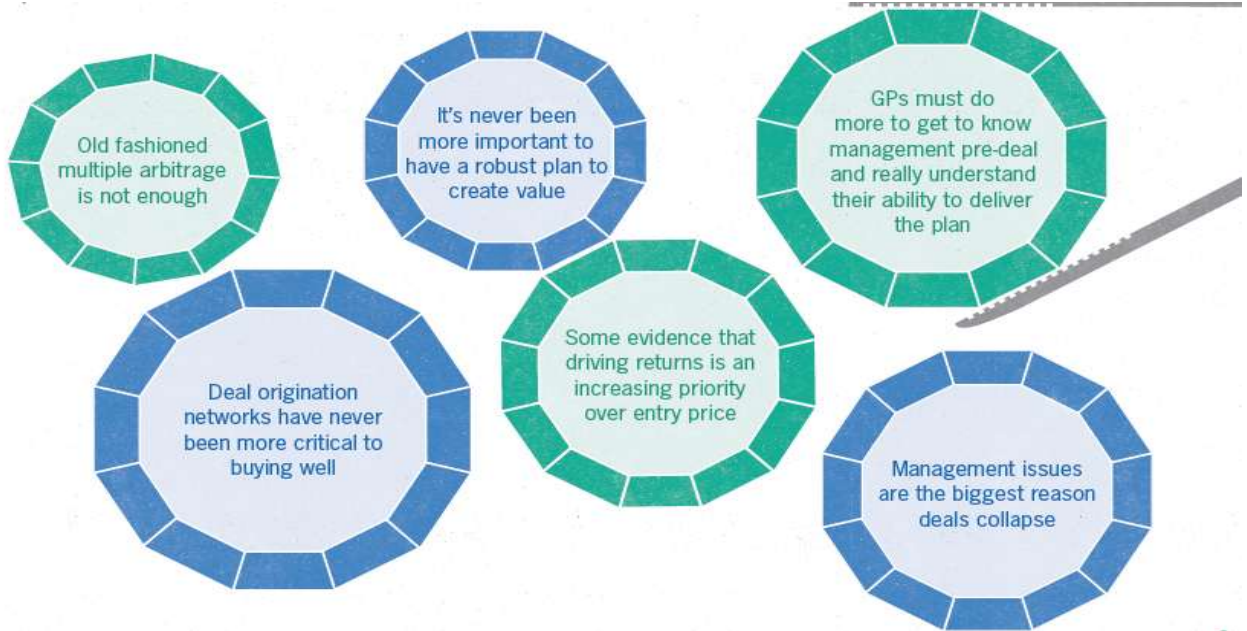 Old fashioned
multiple arbitrage
is not enough
It's never been
more important to
have a robust plan to
create value
GPs must do
more to get to know
management pre-deal
and really understand
their ability to deliver
the plan
Deal origination
networks have never
been more critical to
buying well
Some evidence that
driving returns is an
increasing priority
over entry price
Management issues
are the biggest reason
deals collapse